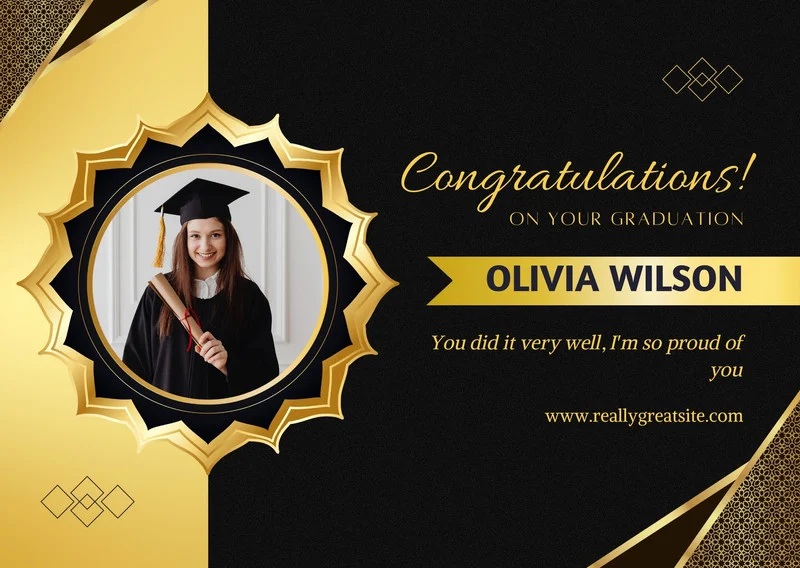 Congratulations!
ON YOUR GRADUATION
OLIVIA WILSON
You did it very well, I'm so proud of
you
www.reallygreatsite.com